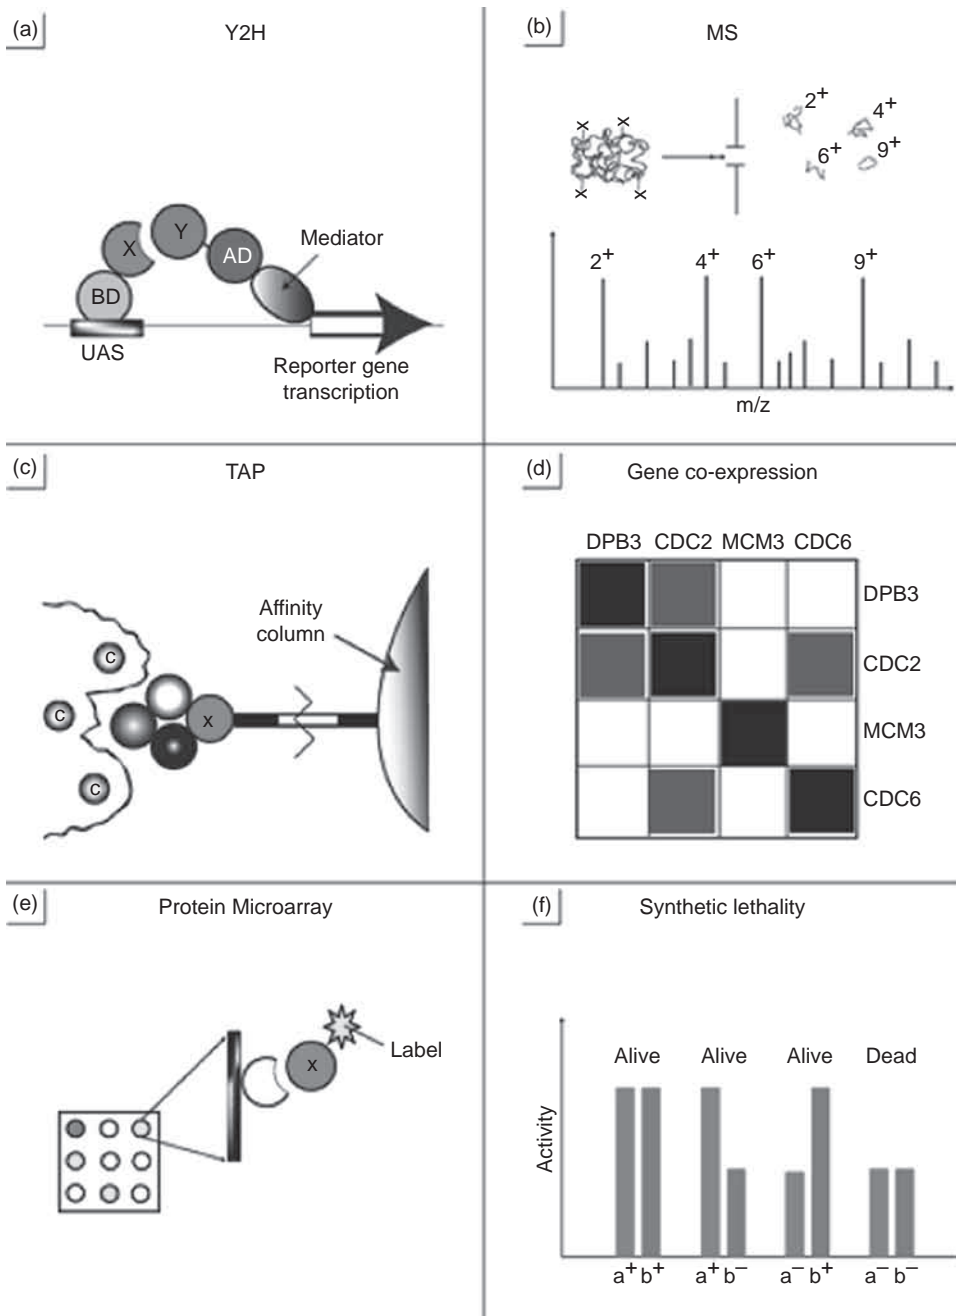 (a)
Y2H
X
Y
AD
BD
Mediator
UAS
Reporter gene
transcription
(b)
MS
x
x
x
x
2+
4+
6+
9+
2+
4+
6+
9+
m/z
(c)
TAP
Affinity
column
c
c
x
c
(d)
Gene co-expression
DPB3 CDC2 MCM3 CDC6
DPB3
CDC2
MCM3
CDC6
(e)
Protein Microarray
x
Label
(f)
Synthetic lethality
Alive Alive Alive Dead
Activity
a+ b+ a+ b− a− b+ a− b−